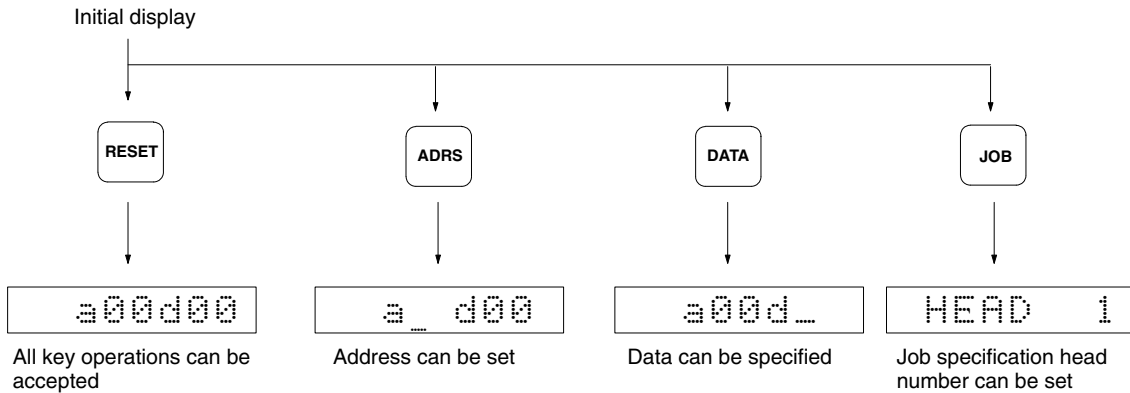 Initial display
RESET
ADRS
DATA
JOB
a00d00
a_ d00
a00d_
HEAD 1
All key operations can be
accepted
Address can be set
Data can be specified
Job specification head
number can be set